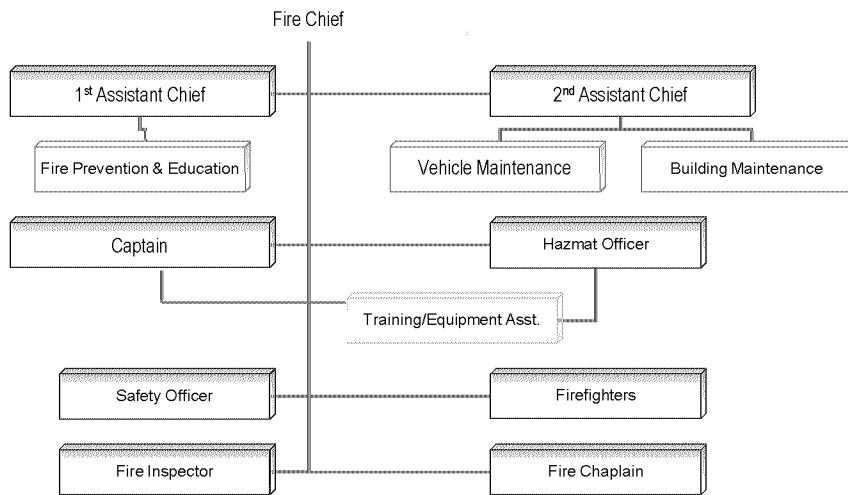 Fire Chief
1st Assistant Chief
2nd Assistant Chief
Fire Prevention & Education
Vehicle Maintenance
Building Maintenance
Captain
Hazmat Officer
Training/Equipment Asst.
Safety Officer
Firefighters
Fire Inspector
Fire Chaplain